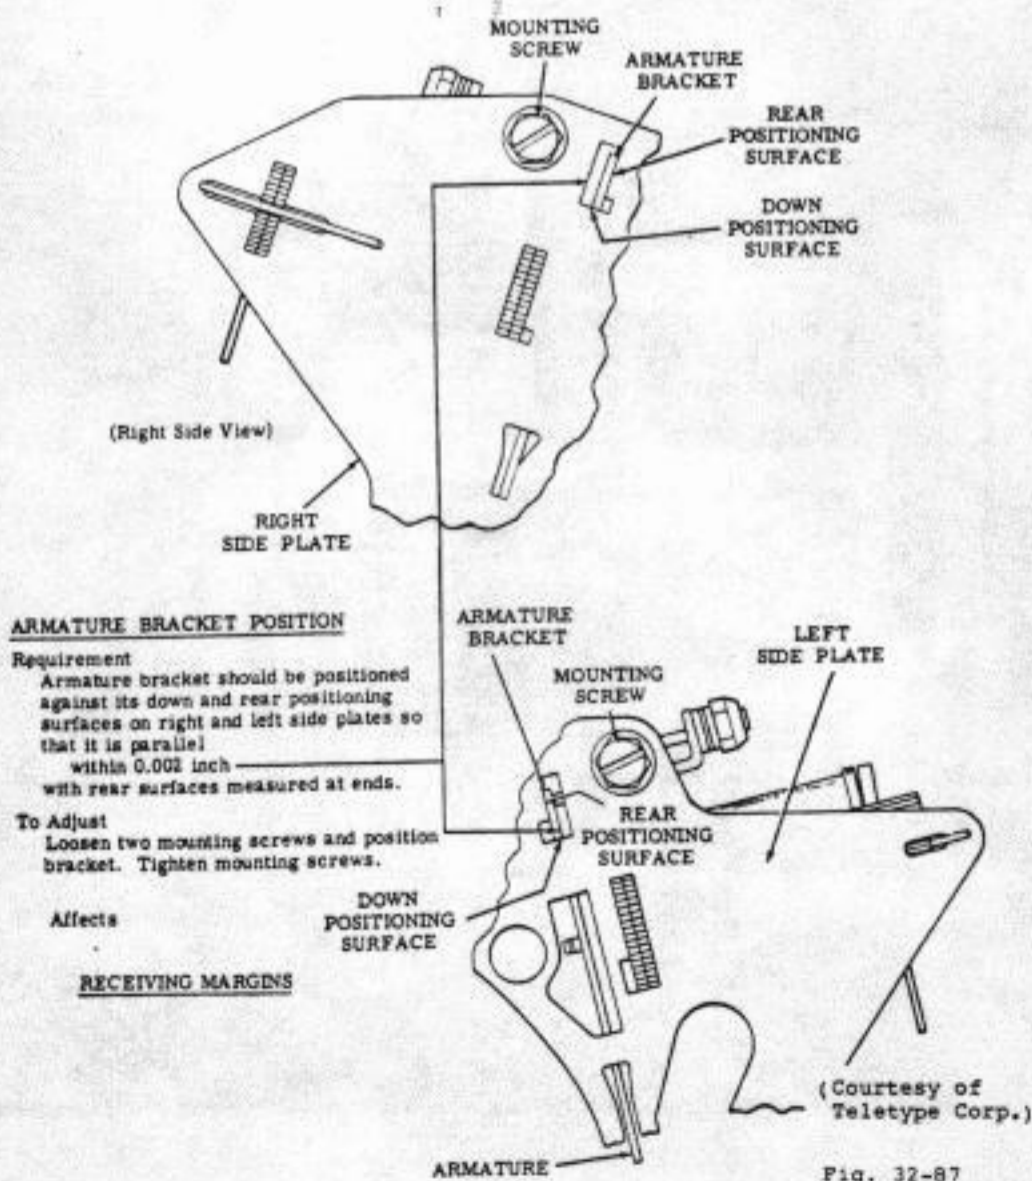 MOUNTING
SCREW
ARMATURE
BRACKET
REAR
POSITIONING
SURFACE
DOWN
POSITIONING
SURFACE
(Right Side View)
RIGHT
SIDE PLATE
ARMATURE BRACKET POSITION
Requirement
Armature bracket should be positioned
against its down and rear positioning
surfaces on right and left side plates so
that it is parallel
within 0.002 inch
with rear surfaces measured at ends.
To Adjust
Loosen two mounting screws and position
bracket. Tighten mounting screws.
Affects
RECEIVING MARGINS
ARMATURE
BRACKET
MOUNTING
SCREW
LEFT
SIDE PLATE
REAR
POSITIONING
SURFACE
DOWN
POSITIONING
SURFACE
ARMATURE
(Courtesy of
Teletype Corp.)
Fig. 32-87